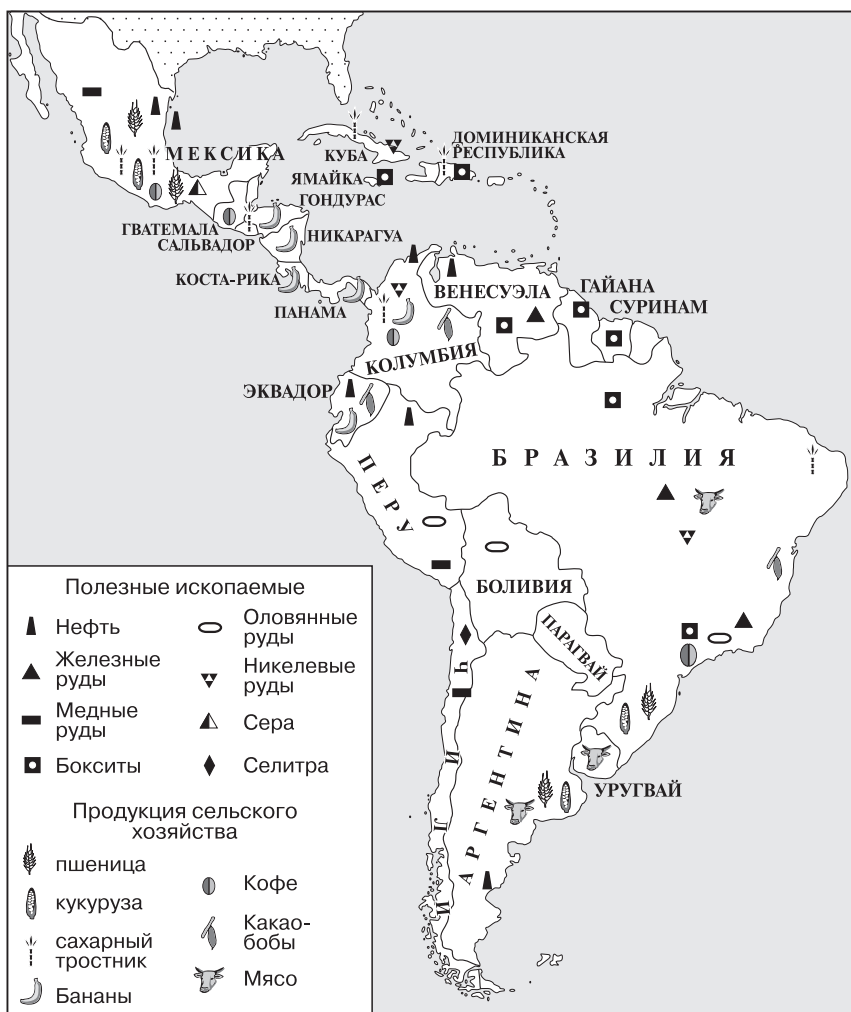 ДОМИНИКАНСКАЯ
РЕСПУБЛИКА
МЕКСИКА
КУБА
ЯМАЙКА
ГОНДУРАС
ГВАТЕМАЛА
САЛЬВАДОР
НИКАРАГУА
КОСТА-РИКА
ПАНАМА
ВЕНЕСУЭЛА
ГАЙАНА
СУРИНАМ
КОЛУМБИЯ
ЭКВАДОР
БРАЗИЛИЯ
ПЕРУ
БОЛИВИЯ
ПАРАГВАЙ
ЧИЛИ
АРГЕНТИНА
УРУГВАЙ
Полезные ископаемые
Нефть
Железные
руды
Медные
руды
Бокситы
Оловянные
руды
Никелевые
руды
Сера
Селитра
Продукция сельского
хозяйства
пшеница
кукуруза
сахарный
тростник
Бананы
Кофе
Какао-
бобы
Мясо